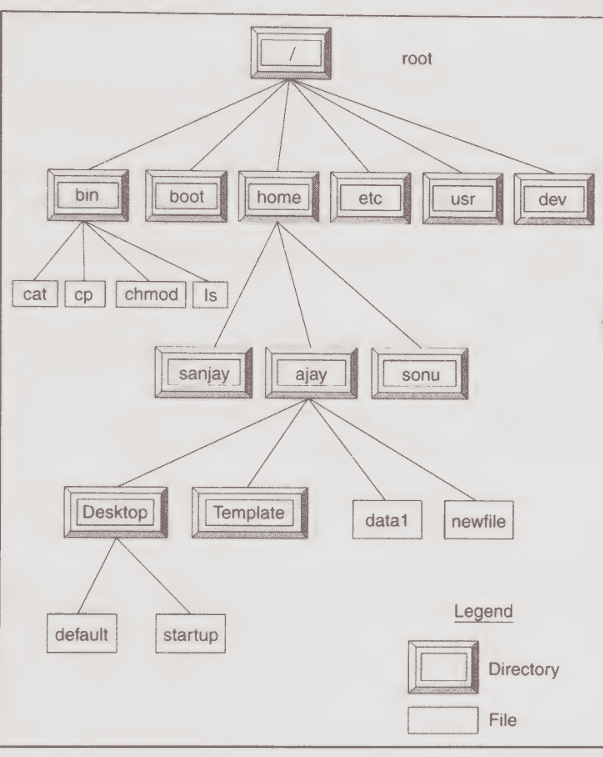 / root
bin boot home etc usr dev
cat cp chmod ls
sanjay ajay sonu
Desktop Template data1 newfile
default startup
Legend
Directory
File